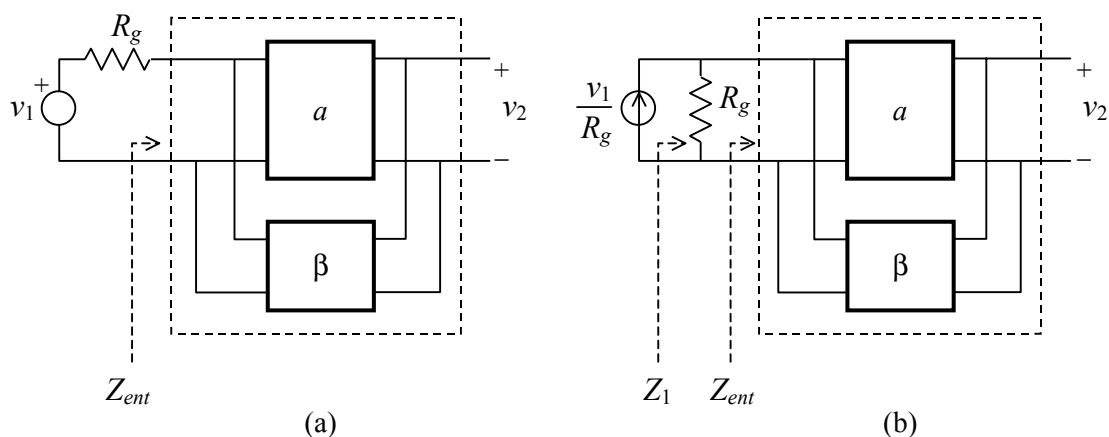 R_g
+
v_1
a
β
+
v_2
−
Z_ent
(a)
v_1
R_g
R_g
a
β
+
v_2
−
Z_1
Z_ent
(b)